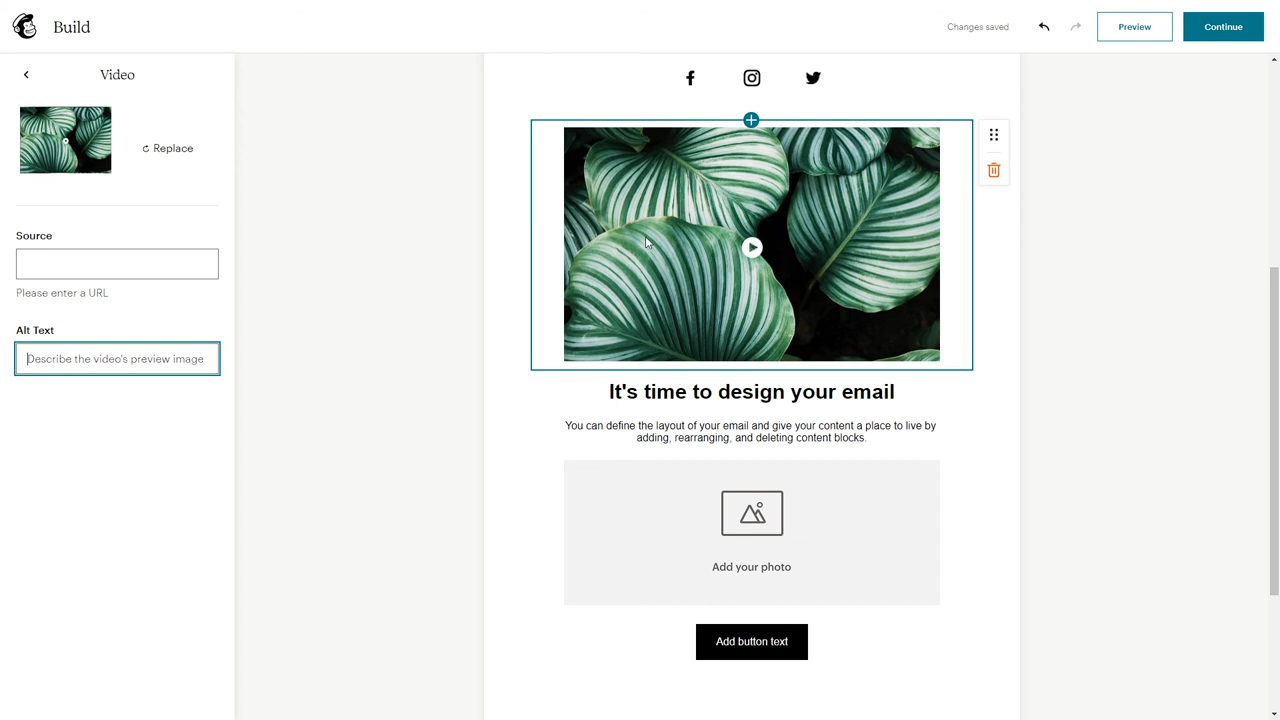 Build
Changes saved
Preview
Continue
Video
Replace
Source
Please enter a URL
Alt Text
Describe the video's preview image
It's time to design your email
You can define the layout of your email and give your content a place to live by
adding, rearranging, and deleting content blocks.
Add your photo
Add button text